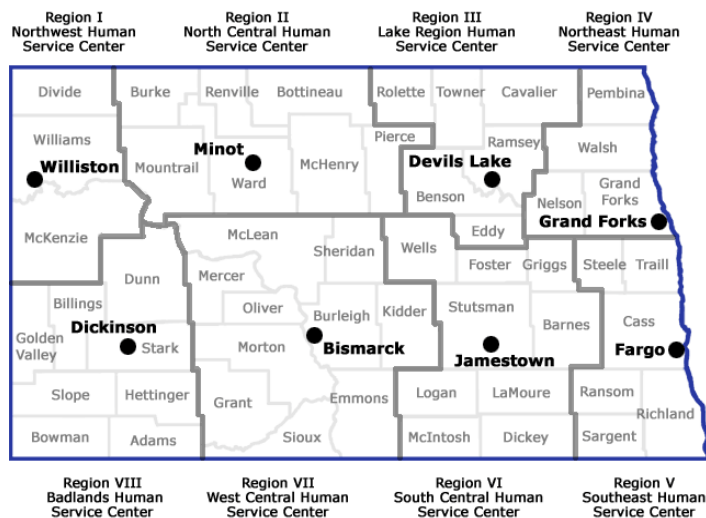 Region I
Northwest Human
Service Center
Region II
North Central Human
Service Center
Region III
Lake Region Human
Service Center
Region IV
Northeast Human
Service Center
Divide
Burke
Renville
Bottineau
Rolette
Towner
Cavalier
Pembina
Williams
Pierce
Ramsey
Walsh
Williston
Minot
Mountrail
McHenry
Devils Lake
Ward
Benson
Nelson
Grand
Forks
McKenzie
McLean
Eddy
Grand Forks
Sheridan
Wells
Dunn
Mercer
Foster
Griggs
Steele
Traill
Billings
Oliver
Burleigh
Kidder
Stutsman
Golden
Valley
Dickinson
Stark
Morton
Bismarck
Jamestown
Barnes
Cass
Fargo
Slope
Hettinger
Grant
Emmons
Logan
LaMoure
Ransom
Richland
Bowman
Adams
Sioux
McIntosh
Dickey
Sargent
Region VIII
Badlands Human
Service Center
Region VII
West Central Human
Service Center
Region VI
South Central Human
Service Center
Region V
Southeast Human
Service Center